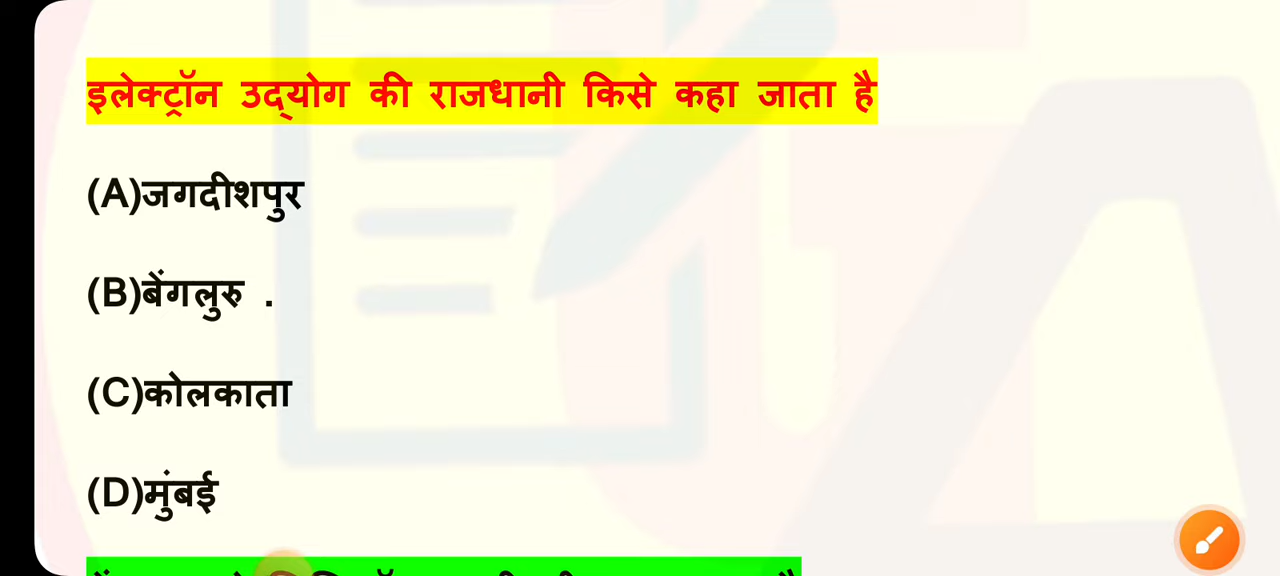 इलेक्ट्रॉन उद्योग की राजधानी किसे कहा जाता है
(A)जगदीशपुर
(B)बेंगलुरु .
(C)कोलकाता
(D)मुंबई